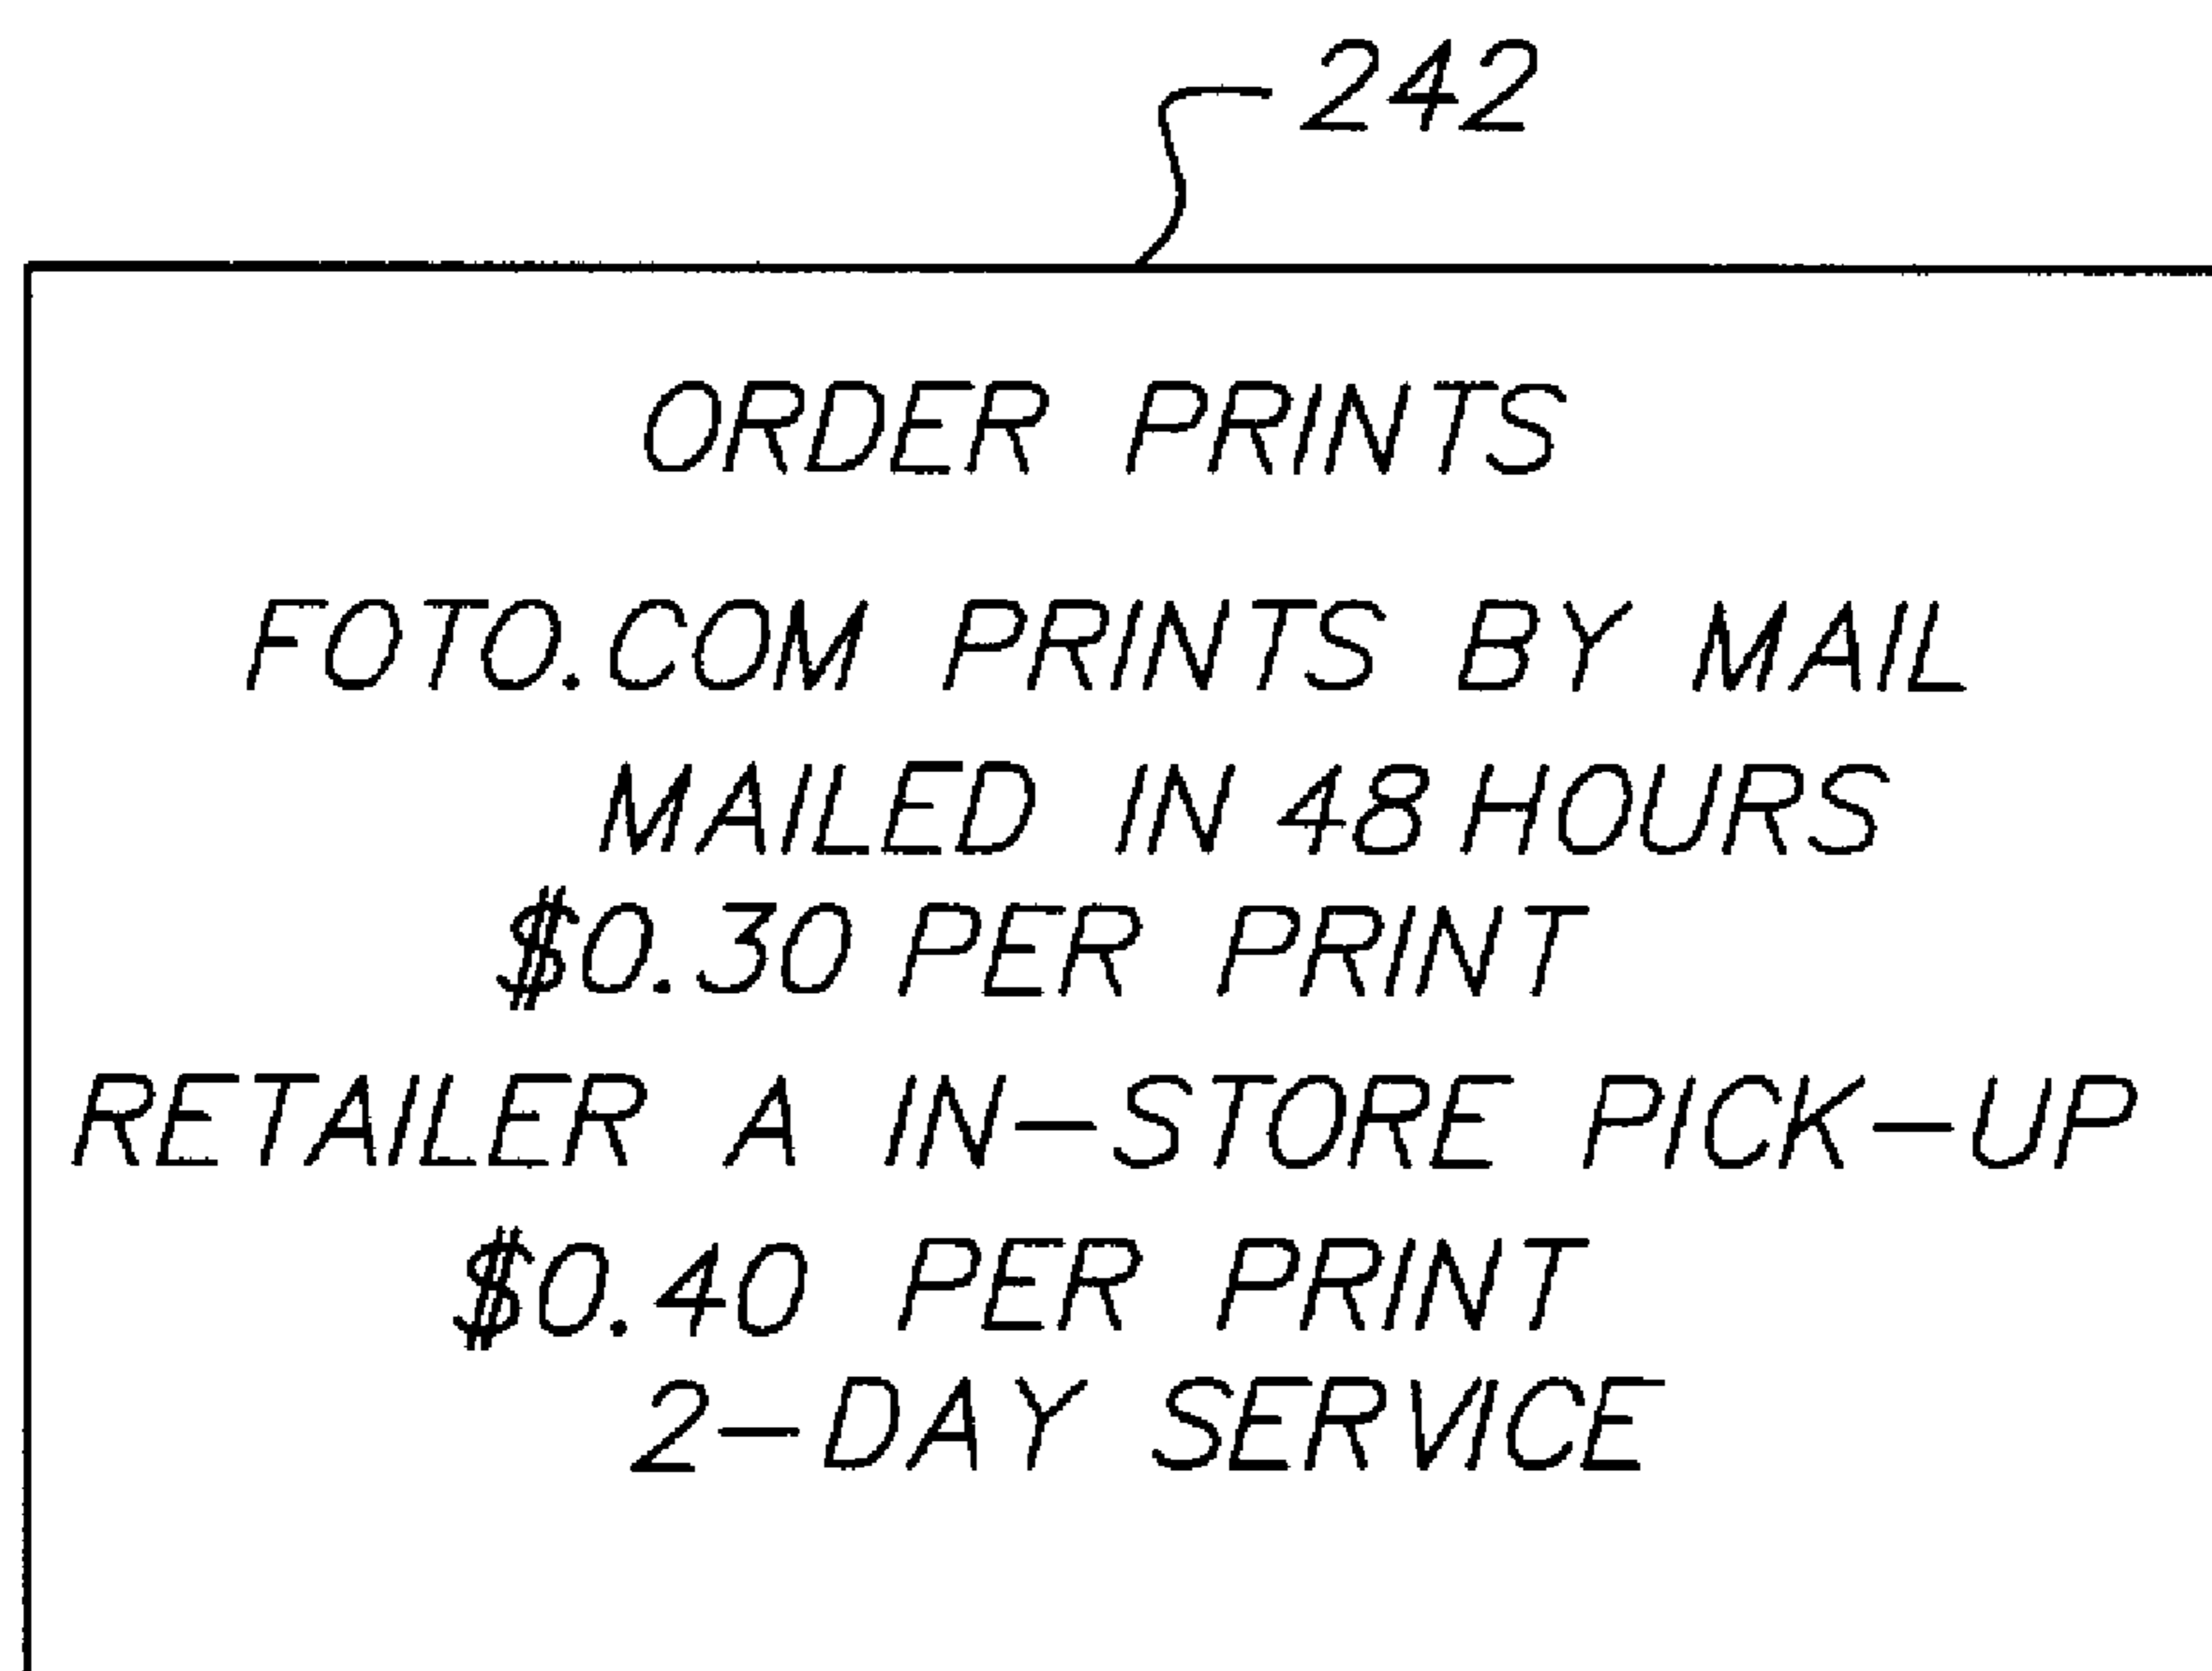 242
ORDER PRINTS
FOTO.COM PRINTS BY MAIL
MAILED IN 48 HOURS
$0.30 PER PRINT
RETAILER A IN-STORE PICK-UP
$0.40 PER PRINT
2-DAY SERVICE